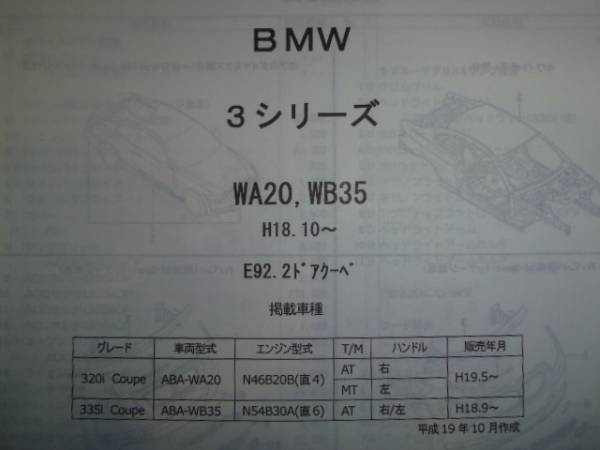 BMW
3シリーズ
WA20, WB35
H18.10～
E92.2ﾄﾞｱｸｰﾍﾟ
掲載車種
グレード 車両型式 エンジン型式 T/M ハンドル 販売年月
320i Coupe ABA-WA20 N46B20B(直4) AT 右 H19.5～
MT 左
335i Coupe ABA-WB35 N54B30A(直6) AT 右/左 H18.9～
平成19年10月作成